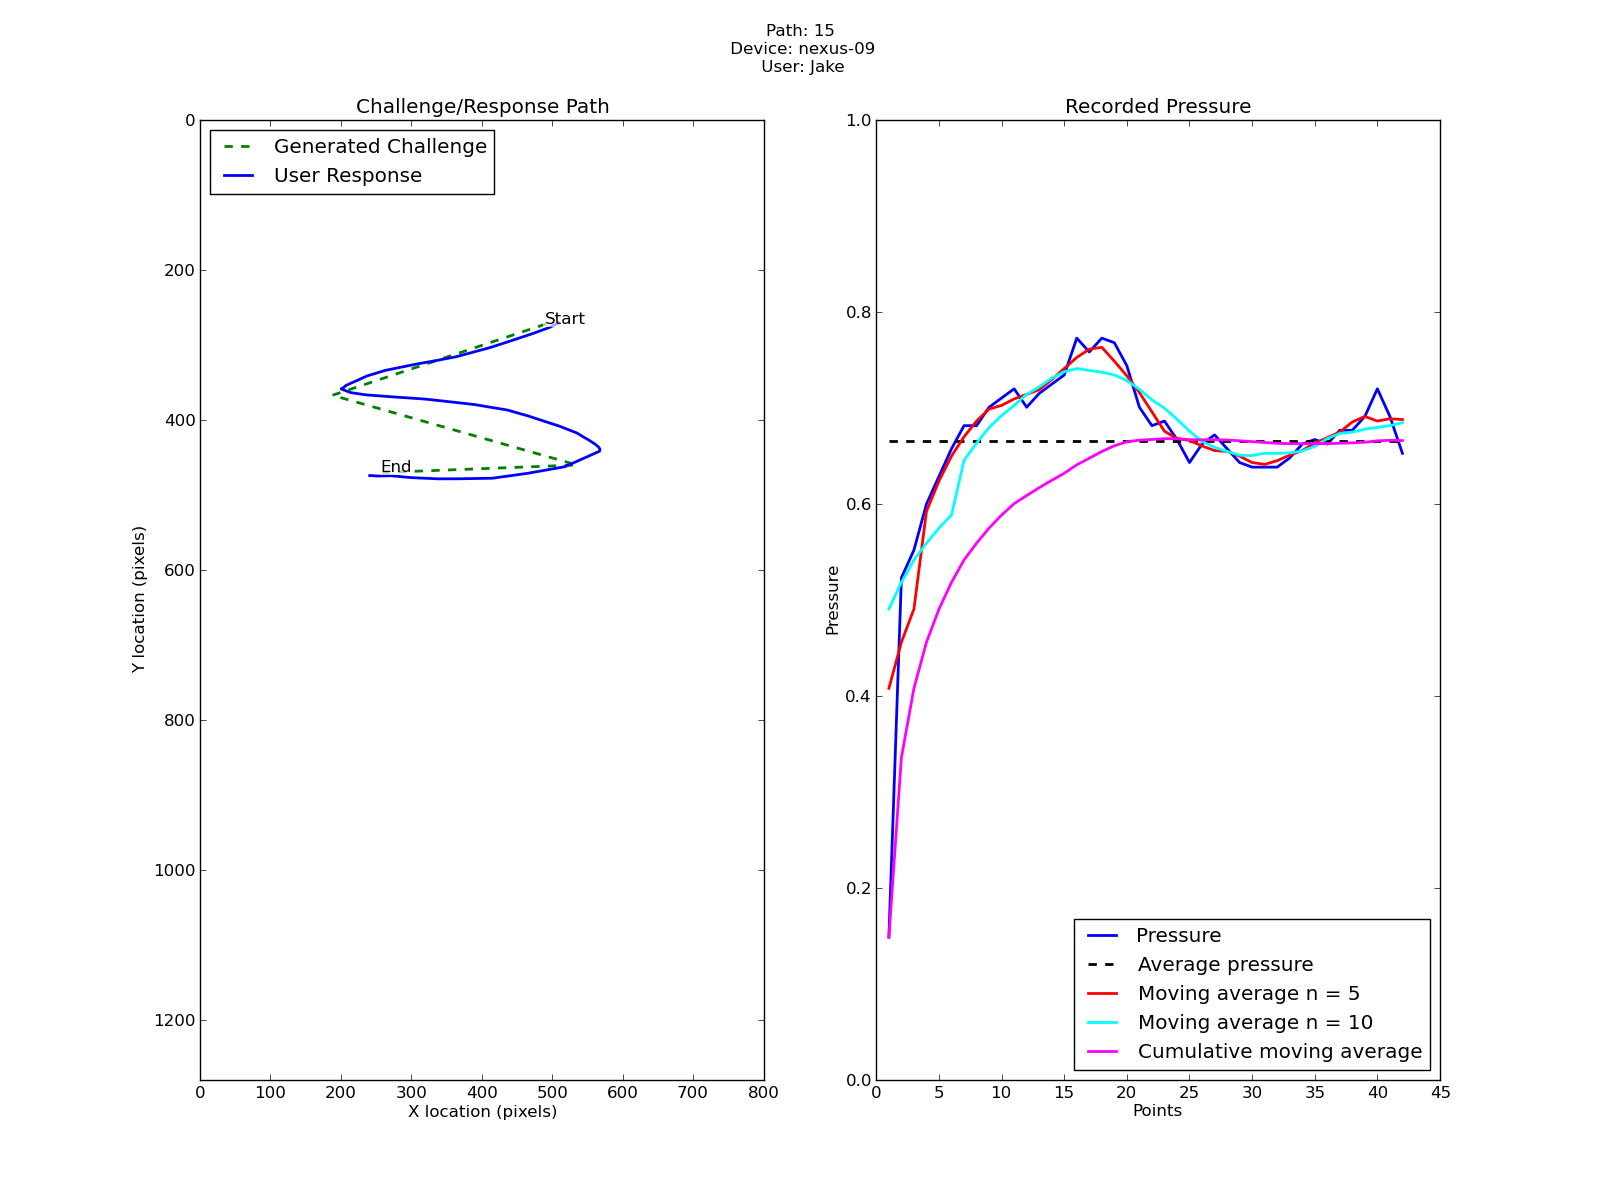 Path: 15
Device: nexus-09
User: Jake
Challenge/Response Path
Generated Challenge
User Response
Start
End
0
200
400
600
800
1000
1200
Y location (pixels)
0 100 200 300 400 500 600 700 800
X location (pixels)
Recorded Pressure
1.0
0.8
0.6
0.4
0.2
0.0
Pressure
Pressure
Average pressure
Moving average n = 5
Moving average n = 10
Cumulative moving average
0 5 10 15 20 25 30 35 40 45
Points